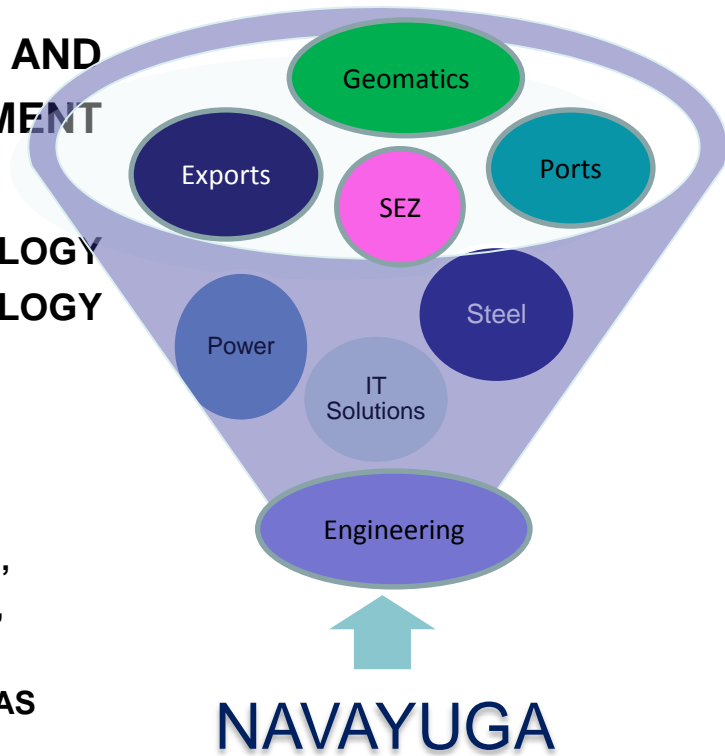 AND
Geomatics
MENT
Exports
Ports
SEZ
LOGY
LOGY
Steel
Power
IT
Solutions
Engineering
,
,
AS
NAVAYUGA